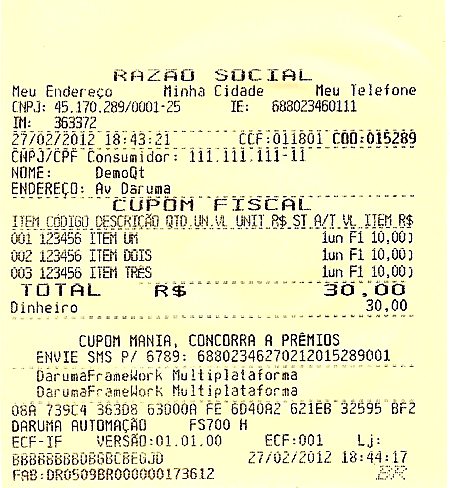 RAZÃO SOCIAL
Meu Endereço Minha Cidade Meu Telefone
CNPJ: 45.170.289/0001-25 IE: 688023460111
IM: 363372
27/02/2012 18:43:21 CCF:011801 COO:015289
CNPJ/CPF Consumidor: 111.111.111-11
NOME: DemoQt
ENDEREÇO: Av Daruma
CUPOM FISCAL
ITEM CÓDIGO DESCRIÇÃO QTD.UN.VL UNIT R$ ST A/T VL ITEM R$
001 123456 ITEM UM 1un F1 10,00
002 123456 ITEM DOIS 1un F1 10,00
003 123456 ITEM TRÊS 1un F1 10,00
TOTAL R$ 30,00
Dinheiro 30,00
CUPOM MANIA, CONCORRA A PRÊMIOS
ENVIE SMS P/ 6789: 68802346270212015289001
DarumaFrameWork Multiplataforma
DarumaFrameWork Multiplataforma
08A 739C4 363D8 63000A FE 6D40A2 621EB 32595 BF2
DARUMA AUTOMAÇÃO FS700 H
ECF-IF VERSÃO:01.01.00 ECF:001 Lj:
27/02/2012 18:44:17
FAB:DR0509BR000000173612 BR